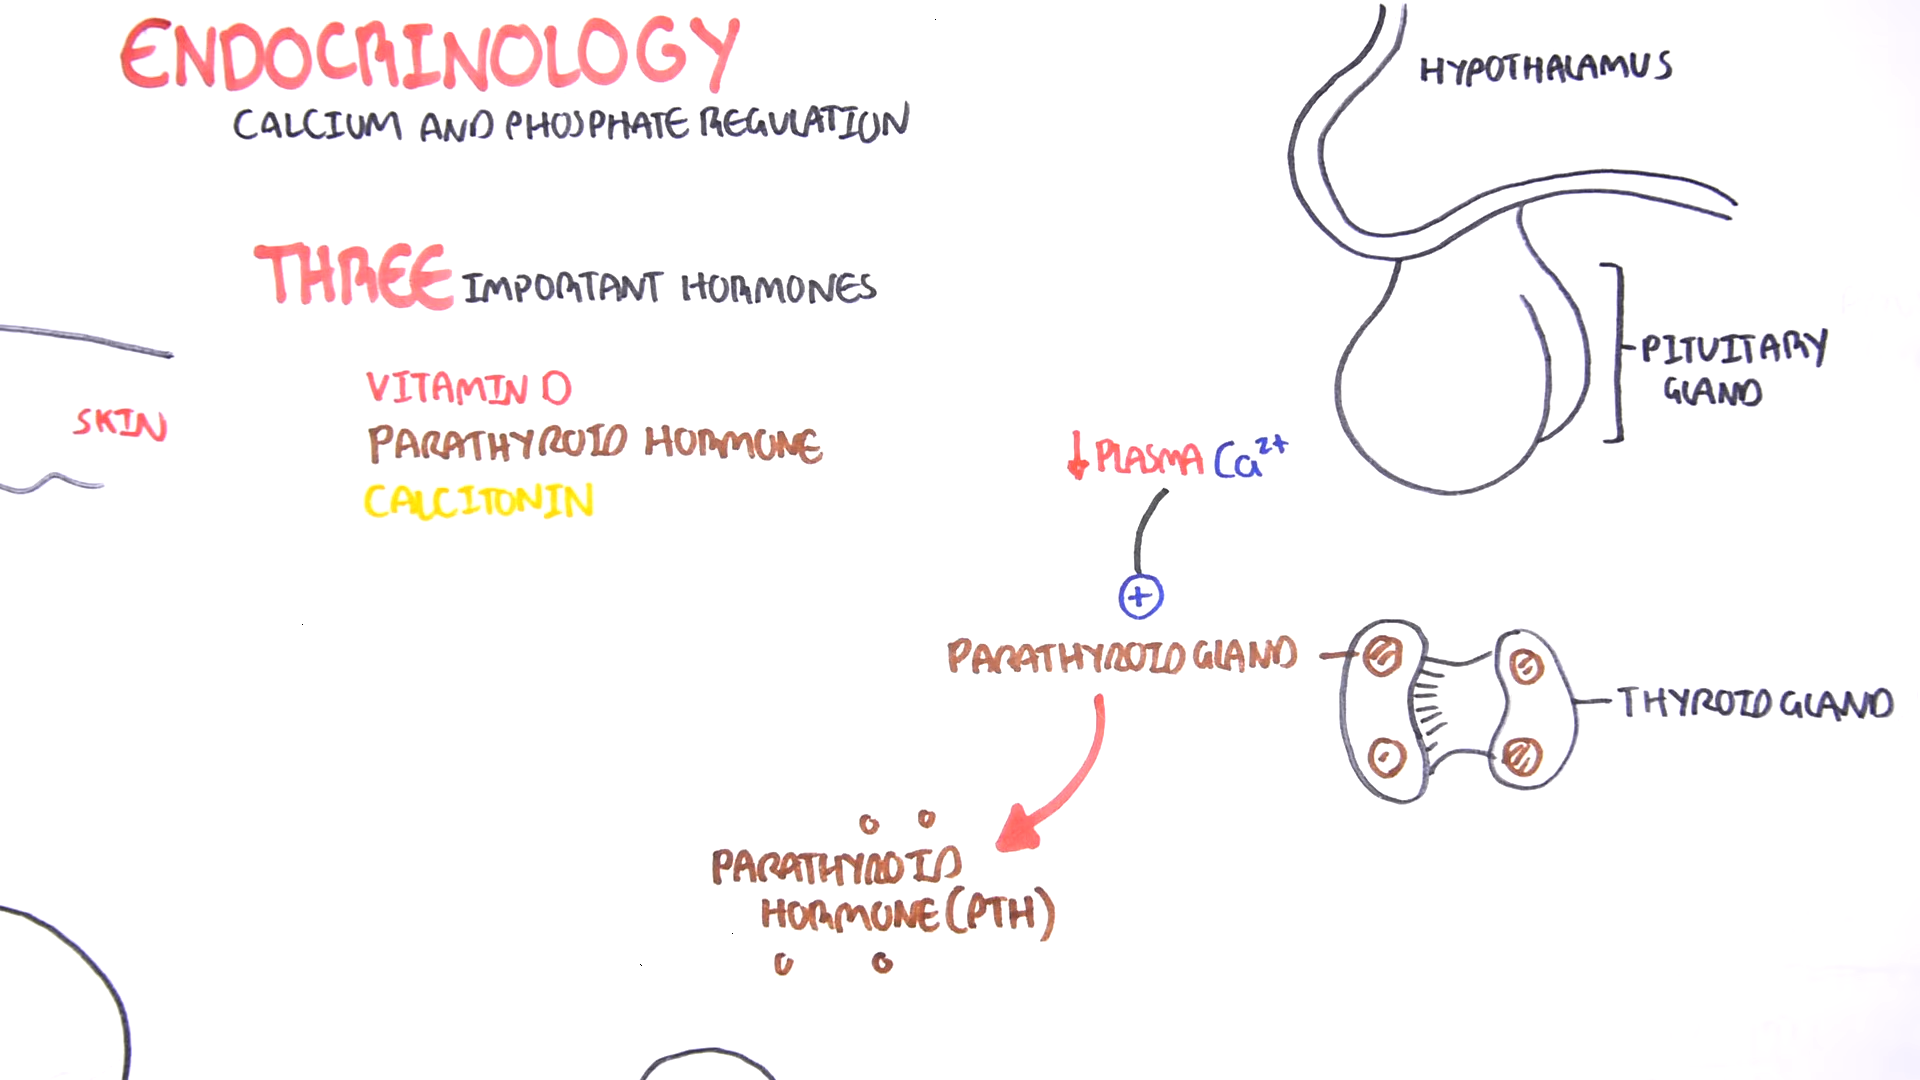 ENDOCRINOLOGY
CALCIUM AND PHOSPHATE REGULATION
THREE IMPORTANT HORMONES
VITAMIN D
PARATHYROID HORMONE
CALCITONIN
SKIN
HYPOTHALAMUS
PITUITARY
GLAND
↓ PLASMA Ca²⁺
+
PARATHYROID GLAND
THYROID GLAND
PARATHYROID
HORMONE (PTH)